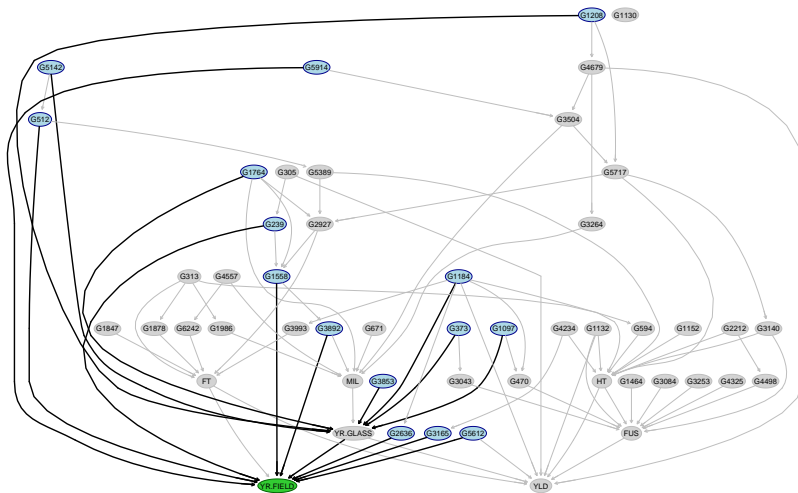 G1208 G1130
G5142 G5914 G4679
G512 G3504
G1764 G305 G5389 G5717
G239 G2927 G3264
G313 G4557 G1558 G1184
G1847 G1878 G6242 G1986 G3993 G3892 G671 G373 G1097 G4234 G1132 G594 G1152 G2212 G3140
FT MIL G3853 G3043 G470 HT G1464 G3084 G3253 G4325 G4498
YR.GLASS G2636 G3165 G5612 FUS
YR.FIELD YLD